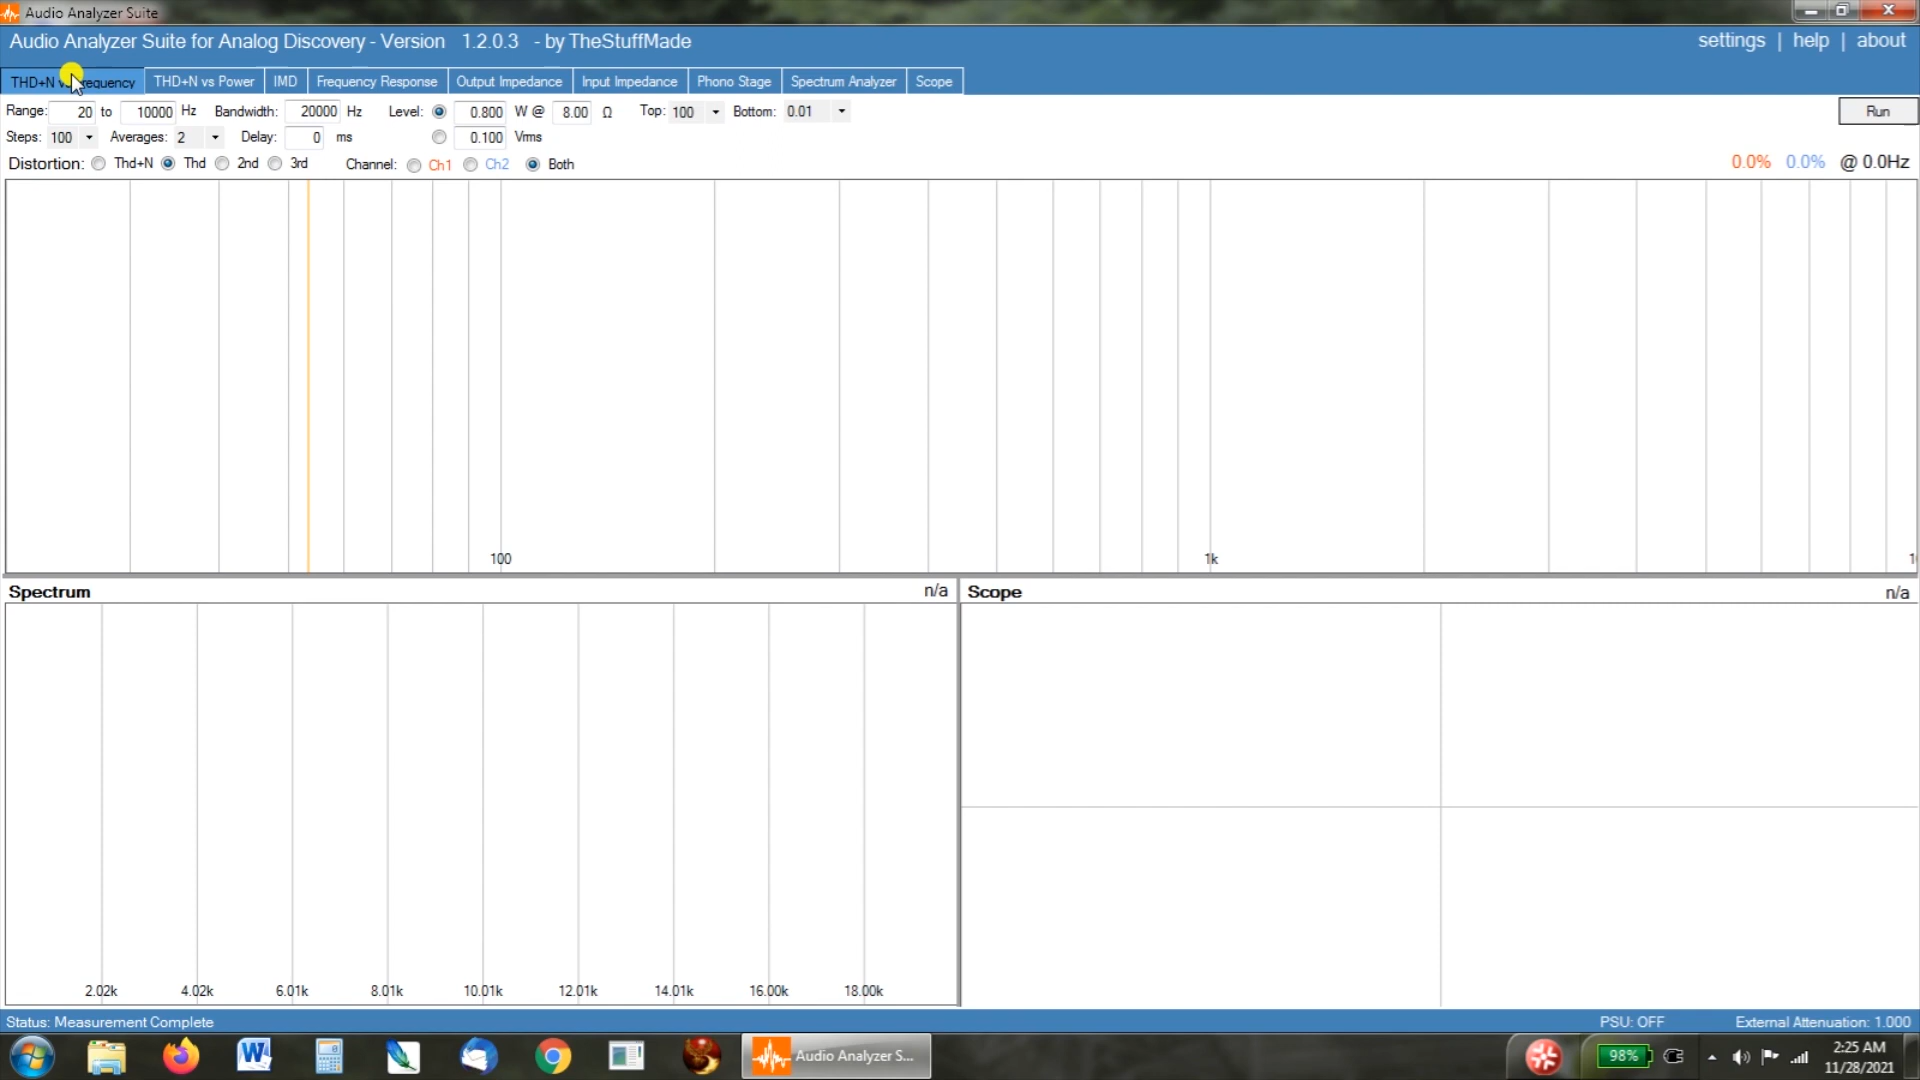 Audio Analyzer Suite
Audio Analyzer Suite for Analog Discovery - Version 1.2.0.3 - by TheStuffMade
settings | help | about
THD+N vs Frequency THD+N vs Power IMD Frequency Response Output Impedance Input Impedance Phono Stage Spectrum Analyzer Scope
Range: 20 to 10000 Hz Bandwidth: 20000 Hz Level: 0.800 W @ 8.00 Ω Top: 100 Bottom: 0.01 Run
Steps: 100 Averages: 2 Delay: 0 ms 0.100 Vrms
Distortion: Thd+N Thd 2nd 3rd Channel: Ch1 Ch2 Both 0.0% 0.0% @ 0.0Hz
100 1k
Spectrum n/a Scope n/a
2.02k 4.02k 6.01k 8.01k 10.01k 12.01k 14.01k 16.00k 18.00k
Status: Measurement Complete PSU: OFF External Attenuation: 1.000
Audio Analyzer S... 98% 2:25 AM
11/28/2021